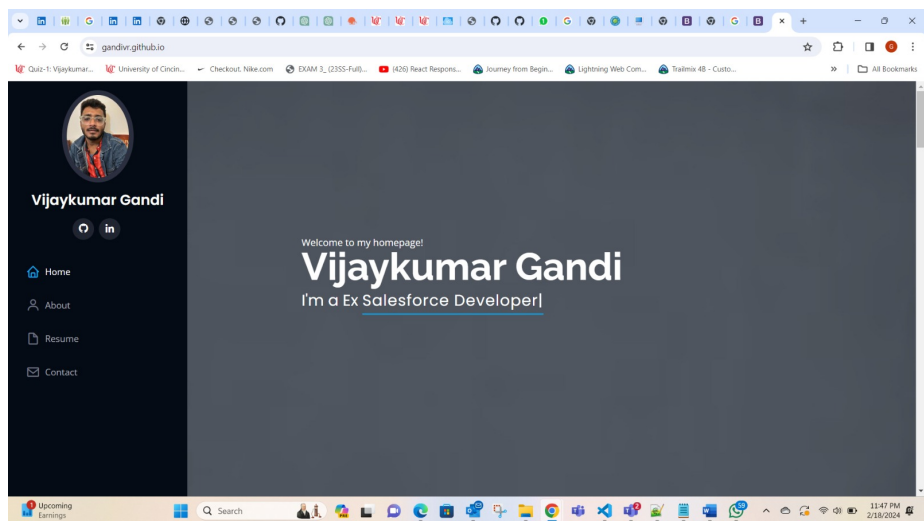 gandivr.github.io
Quiz-1: Vijaykumar...
University of Cincin...
Checkout. Nike.com
EXAM 3_ (23SS-Full)...
(426) React Respons...
Journey from Begin...
Lightning Web Com...
Trailmix 4B - Custo...
All Bookmarks
Vijaykumar Gandi
Home
About
Resume
Contact
Welcome to my homepage!
Vijaykumar Gandi
I'm a Ex Salesforce Developer|
Upcoming
Earnings
Search
11:47 PM
2/18/2024